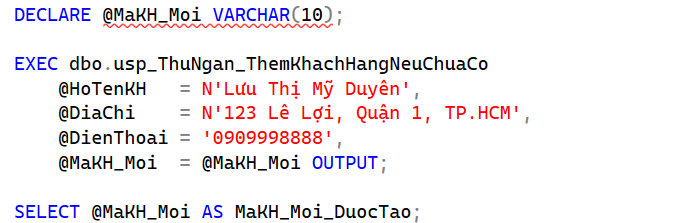 DECLARE @MaKH_Moi VARCHAR(10);
EXEC dbo.usp_ThuNgan_ThemKhachHangNeuChuaCo
@HoTenKH = N'Lưu Thị Mỹ Duyên',
@DiaChi = N'123 Lê Lợi, Quận 1, TP.HCM',
@DienThoai = '0909998888',
@MaKH_Moi = @MaKH_Moi OUTPUT;
SELECT @MaKH_Moi AS MaKH_Moi_DuocTao;